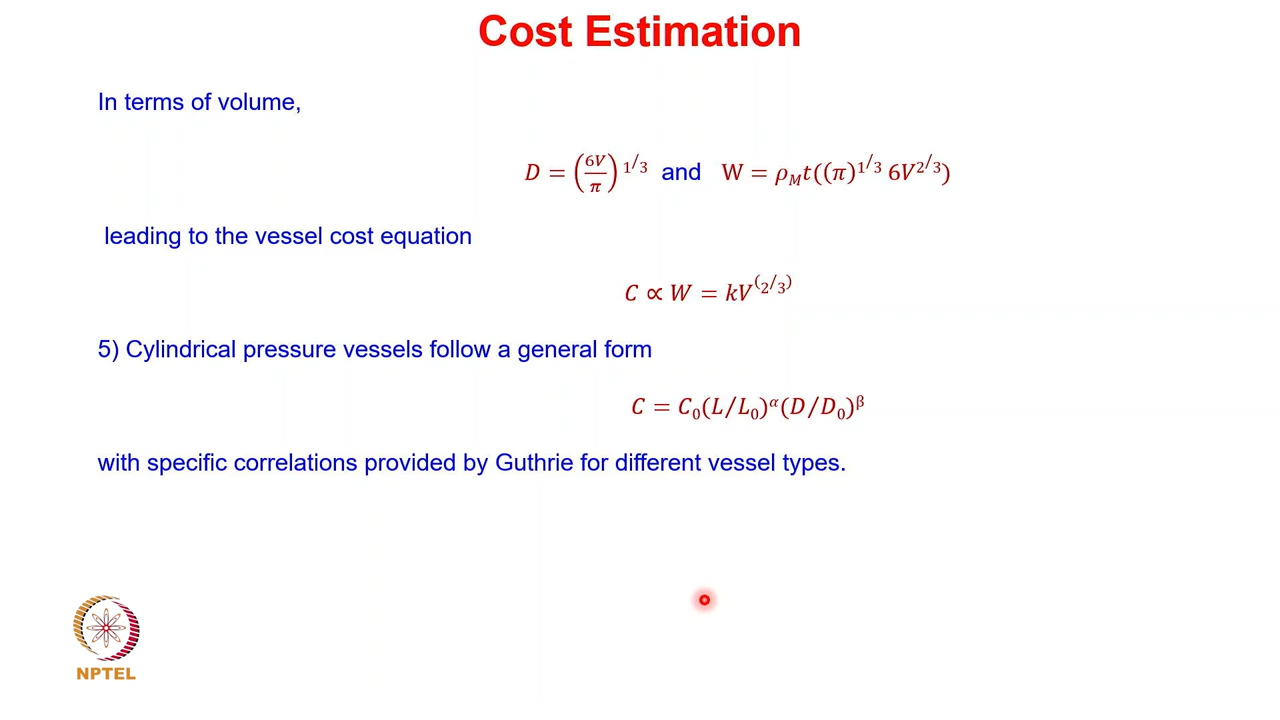 Cost Estimation
In terms of volume,
D = (6V/π)^{1/3} and W = ρ_M t((π)^{1/3} 6V^{2/3})
leading to the vessel cost equation
C ∝ W = kV^{(2/3)}
5) Cylindrical pressure vessels follow a general form
C = C_0(L/L_0)^α(D/D_0)^β
with specific correlations provided by Guthrie for different vessel types.
NPTEL